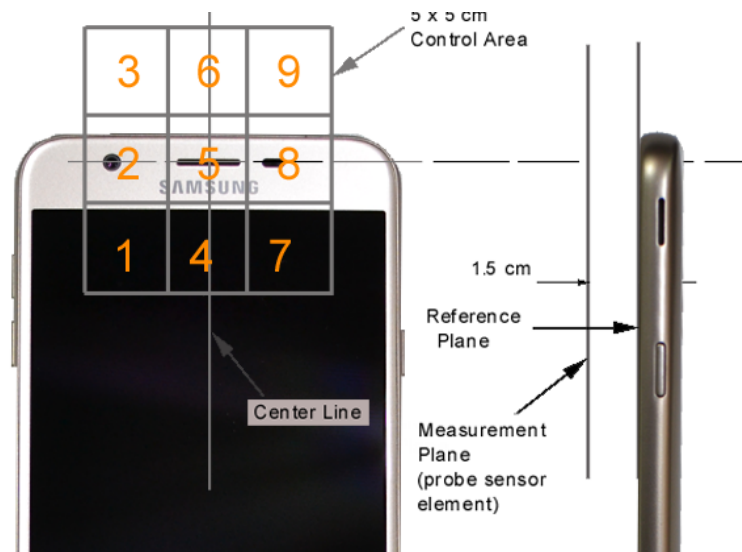 5 x 5 cm
Control Area
3 6 9
2 5 8
SAMSUNG
1 4 7
1.5 cm
Reference
Plane
Center Line
Measurement
Plane
(probe sensor
element)